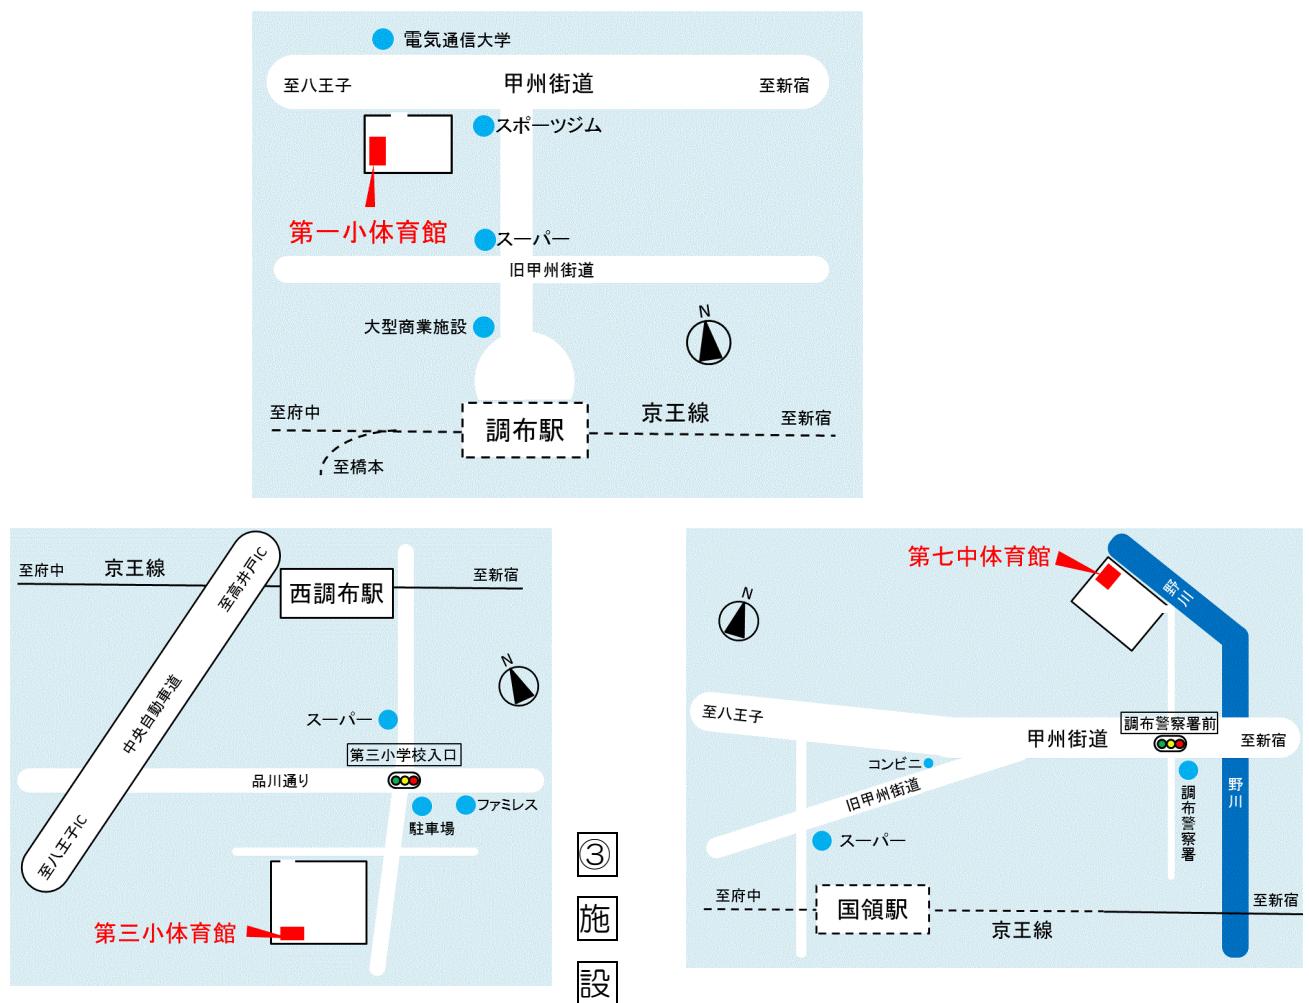 電気通信大学
至八王子
甲州街道
至新宿
スポーツジム
第一小体育館
スーパー
旧甲州街道
大型商業施設
N
至府中
京王線
至新宿
調布駅
至橋本
至府中
京王線
至高井戸IC
西調布駅
至新宿
N
中央自動車道
スーパー
第三小学校入口
品川通り
ファミレス
駐車場
至八王子IC
第三小体育館
③
施
設
第七中体育館
野川
N
至八王子
調布警察署前
甲州街道
至新宿
コンビニ
旧甲州街道
調布警察署
野川
スーパー
至府中
国領駅
京王線
至新宿